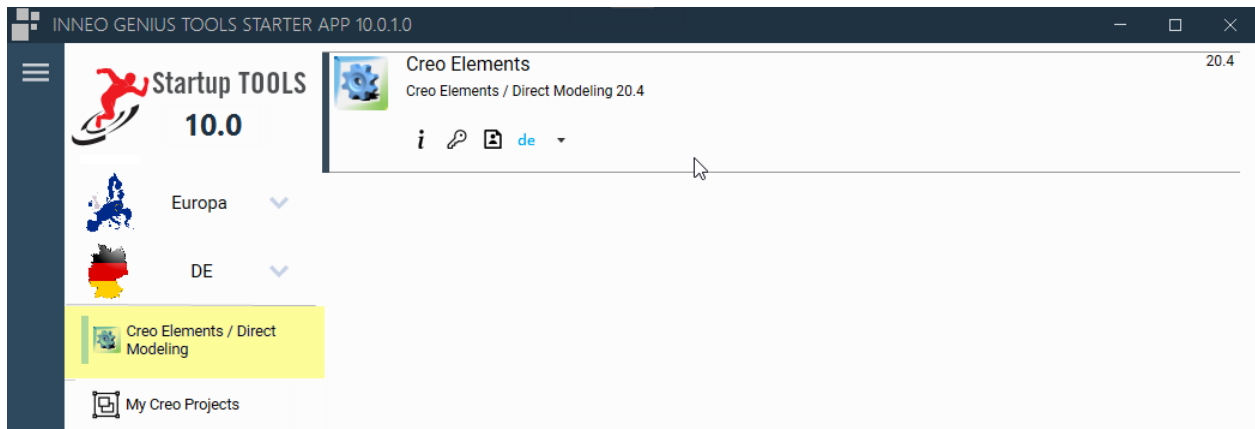 INNEO GENIUS TOOLS STARTER APP 10.0.1.0
Startup TOOLS
10.0
Europa
DE
Creo Elements / Direct
Modeling
My Creo Projects
Creo Elements
20.4
Creo Elements / Direct Modeling 20.4
i
de